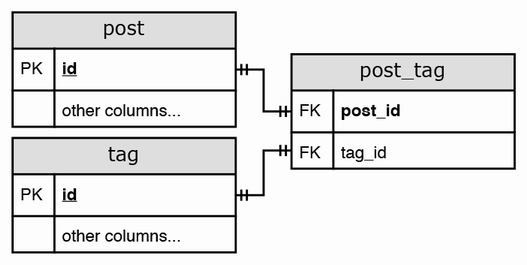 post
PK id
other columns...
tag
PK id
other columns...
post_tag
FK post_id
FK tag_id